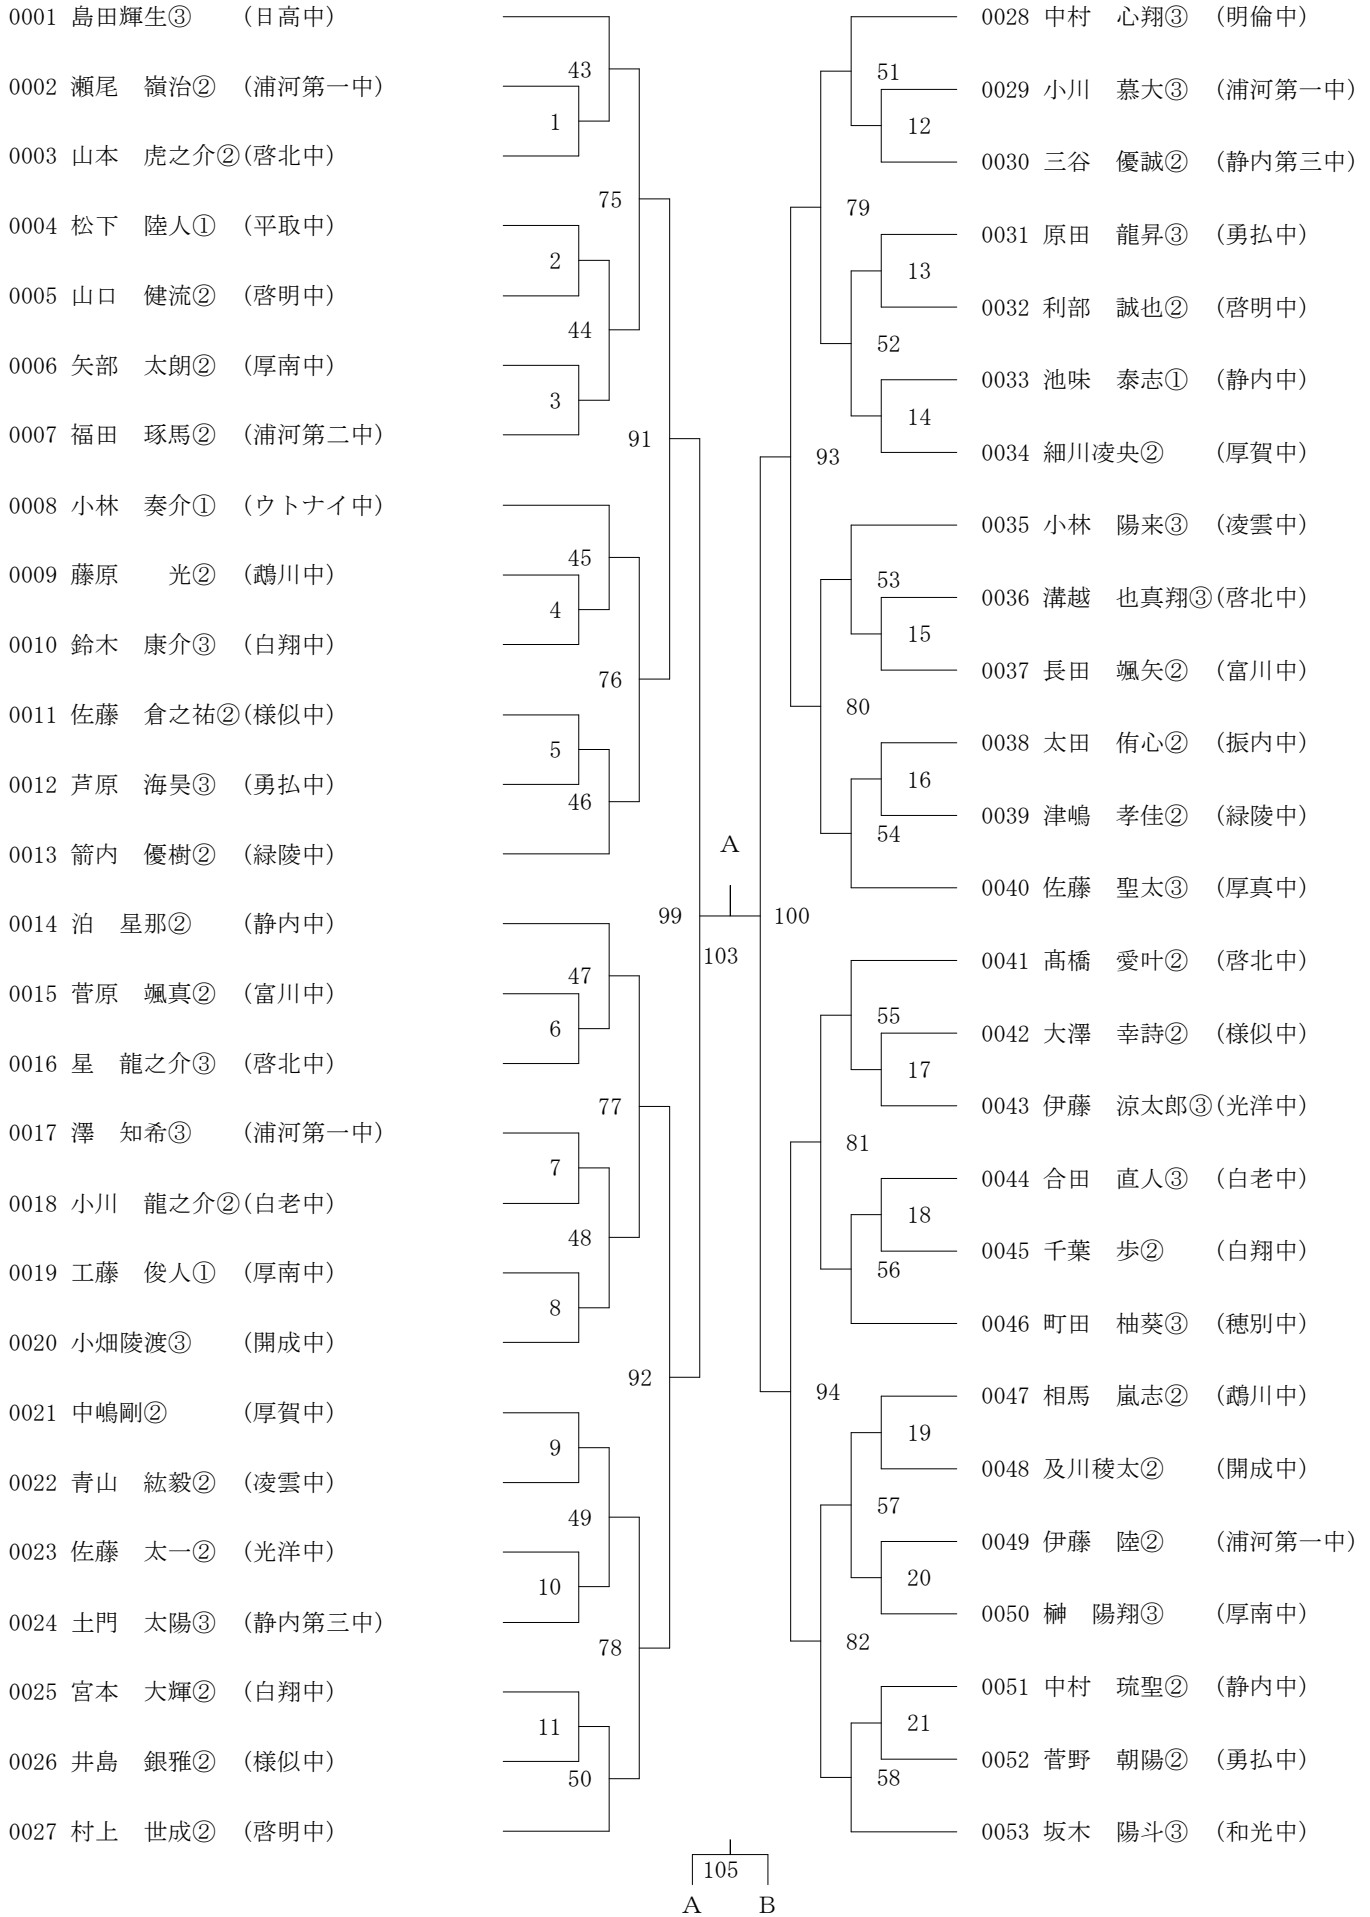 0001 島田輝生③ (日高中)
0002 瀬尾 嶺治② (浦河第一中)
0003 山本 虎之介② (啓北中)
0004 松下 陸人① (平取中)
0005 山口 健流② (啓明中)
0006 矢部 太朗② (厚南中)
0007 福田 琢馬② (浦河第二中)
0008 小林 奏介① (ウトナイ中)
0009 藤原 光② (鵡川中)
0010 鈴木 康介③ (白翔中)
0011 佐藤 倉之祐② (様似中)
0012 芦原 海昊③ (勇払中)
0013 箭内 優樹② (緑陵中)
0014 泊 星那② (静内中)
0015 菅原 颯真② (富川中)
0016 星 龍之介③ (啓北中)
0017 澤 知希③ (浦河第一中)
0018 小川 龍之介② (白老中)
0019 工藤 俊人① (厚南中)
0020 小畑陵渡③ (開成中)
0021 中嶋剛② (厚賀中)
0022 青山 紘毅② (凌雲中)
0023 佐藤 太一② (光洋中)
0024 土門 太陽③ (静内第三中)
0025 宮本 大輝② (白翔中)
0026 井島 銀雅② (様似中)
0027 村上 世成② (啓明中)
43
1
75
2
44
3
91
45
4
76
5
46
99
47
6
77
7
48
8
92
9
49
10
78
11
50
A
103
100
51
12
79
13
52
14
93
53
15
80
16
54
55
17
81
18
56
94
19
57
20
82
21
58
0028 中村 心翔③ (明倫中)
0029 小川 慕大③ (浦河第一中)
0030 三谷 優誠② (静内第三中)
0031 原田 龍昇③ (勇払中)
0032 利部 誠也② (啓明中)
0033 池味 泰志① (静内中)
0034 細川凌央② (厚賀中)
0035 小林 陽来③ (凌雲中)
0036 溝越 也真翔③ (啓北中)
0037 長田 颯矢② (富川中)
0038 太田 侑心② (振内中)
0039 津嶋 孝佳② (緑陵中)
0040 佐藤 聖太③ (厚真中)
0041 髙橋 愛叶② (啓北中)
0042 大澤 幸詩② (様似中)
0043 伊藤 涼太郎③ (光洋中)
0044 合田 直人③ (白老中)
0045 千葉 歩② (白翔中)
0046 町田 柚葵③ (穂別中)
0047 相馬 嵐志② (鵡川中)
0048 及川稜太② (開成中)
0049 伊藤 陸② (浦河第一中)
0050 榊 陽翔③ (厚南中)
0051 中村 琉聖② (静内中)
0052 菅野 朝陽② (勇払中)
0053 坂木 陽斗③ (和光中)
105
A B